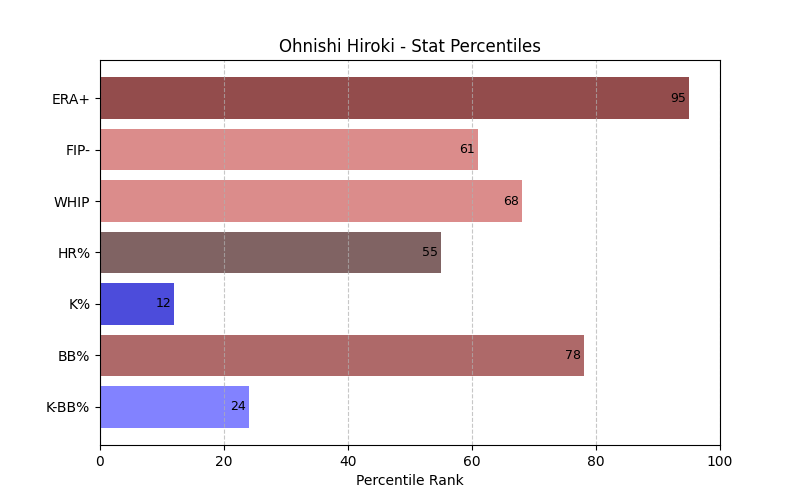 Ohnishi Hiroki - Stat Percentiles
ERA+ 95
FIP- 61
WHIP 68
HR% 55
K% 12
BB% 78
K-BB% 24
0 20 40 60 80 100
Percentile Rank